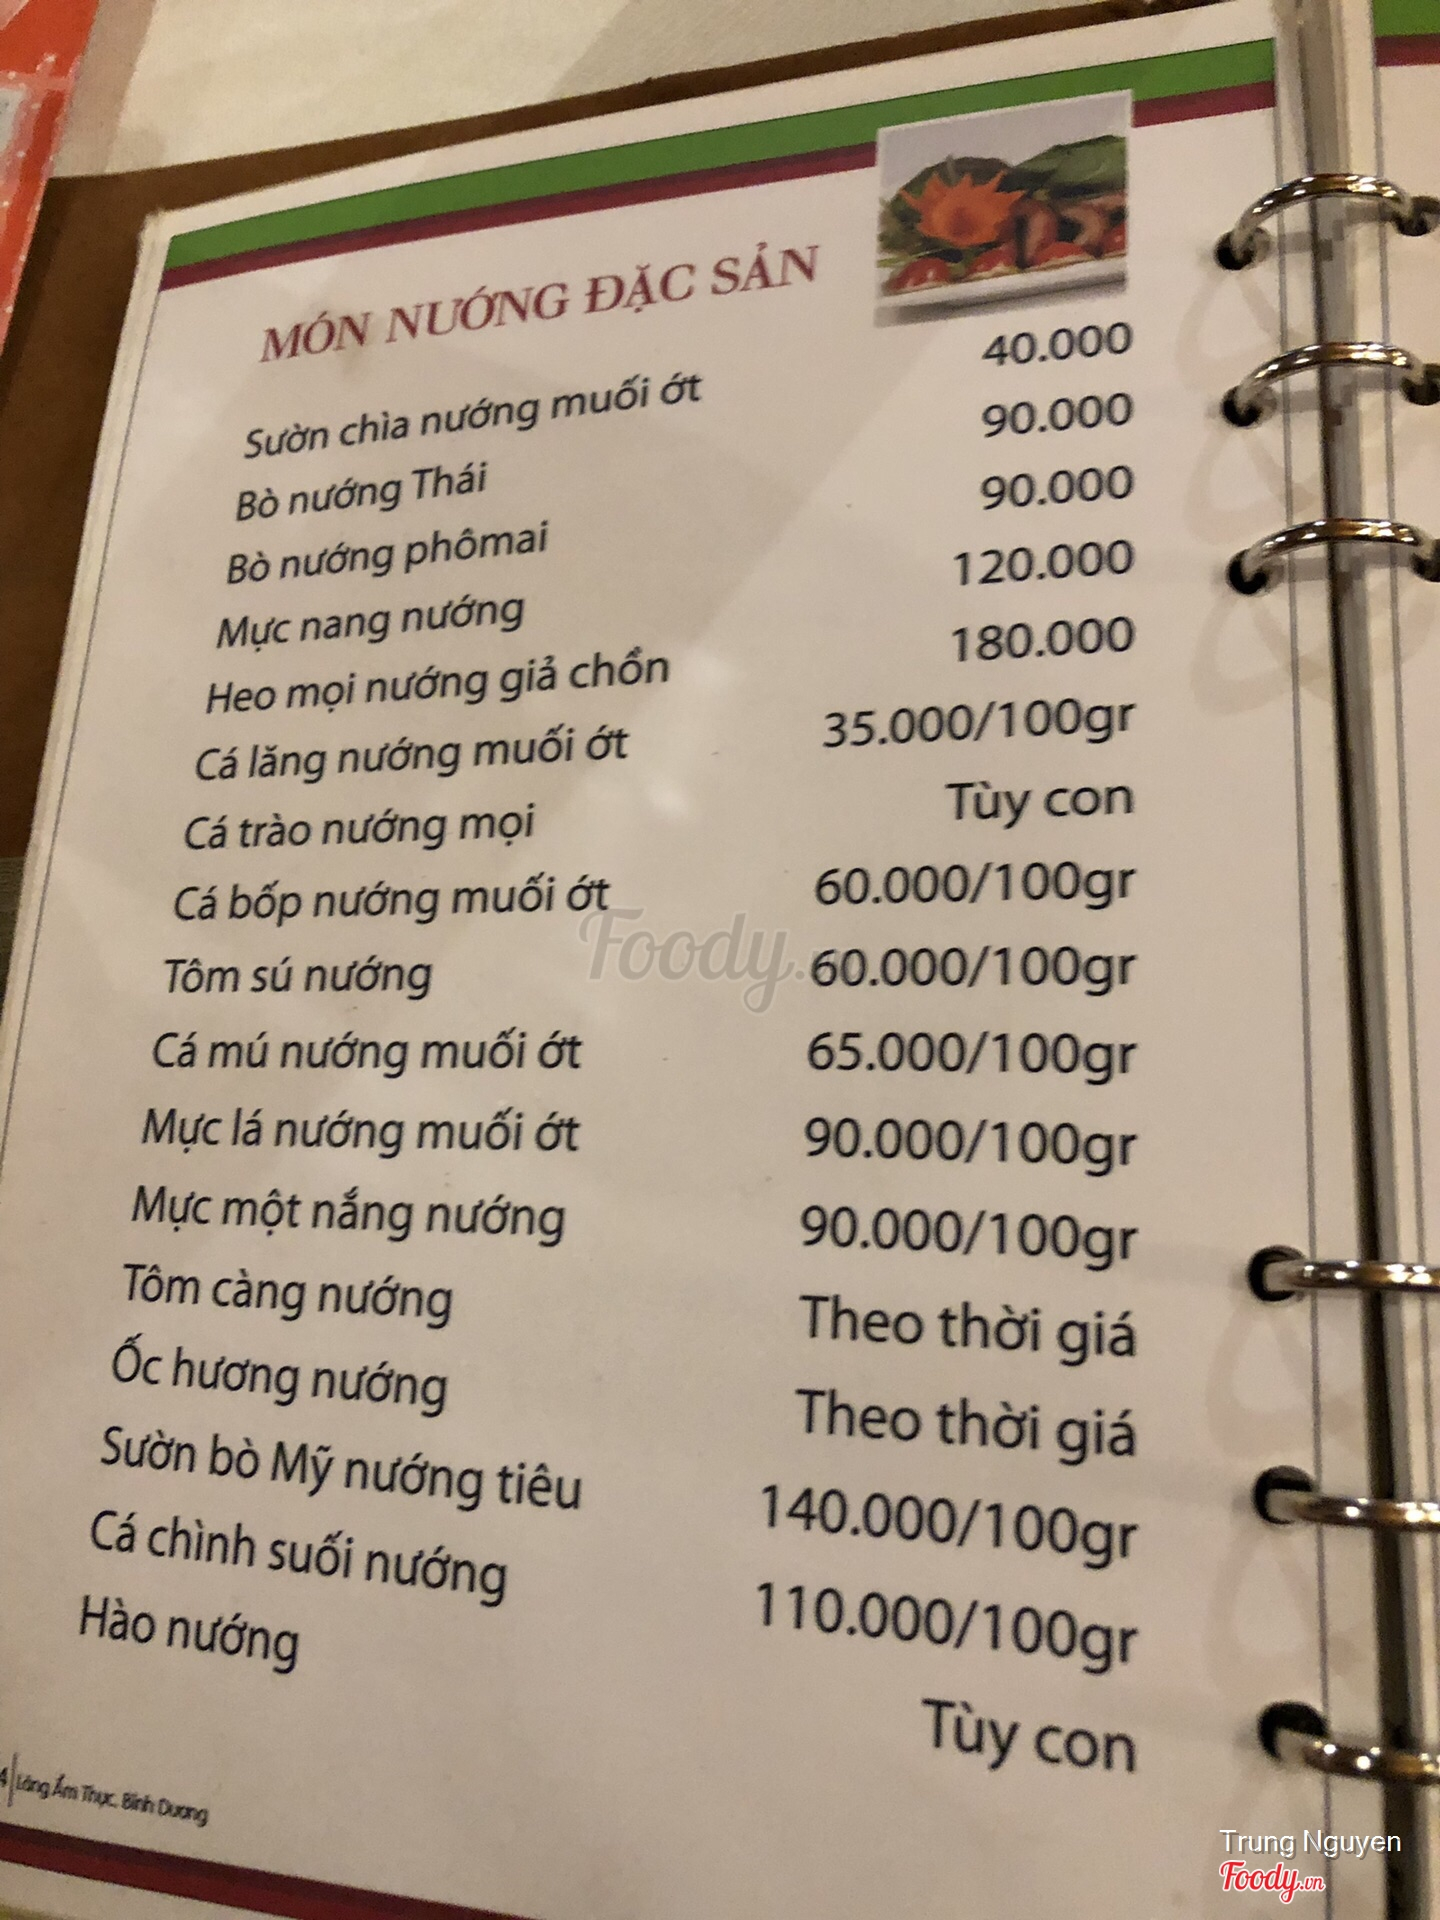 MÓN NƯỚNG ĐẶC SẢN
Sườn chìa nướng muối ớt 40.000
Bò nướng Thái 90.000
Bò nướng phômai 90.000
Mực nang nướng 120.000
Heo mọi nướng giả chồn 180.000
Cá lăng nướng muối ớt 35.000/100gr
Cá trào nướng mọi Tùy con
Cá bốp nướng muối ớt 60.000/100gr
Tôm sú nướng 60.000/100gr
Cá mú nướng muối ớt 65.000/100gr
Mực lá nướng muối ớt 90.000/100gr
Mực một nắng nướng 90.000/100gr
Tôm càng nướng Theo thời giá
Ốc hương nướng Theo thời giá
Sườn bò Mỹ nướng tiêu 140.000/100gr
Cá chình suối nướng 110.000/100gr
Hào nướng Tùy con
Foody.
4 Làng Ẩm Thực, Bình Dương
Trung Nguyen
Foody.vn